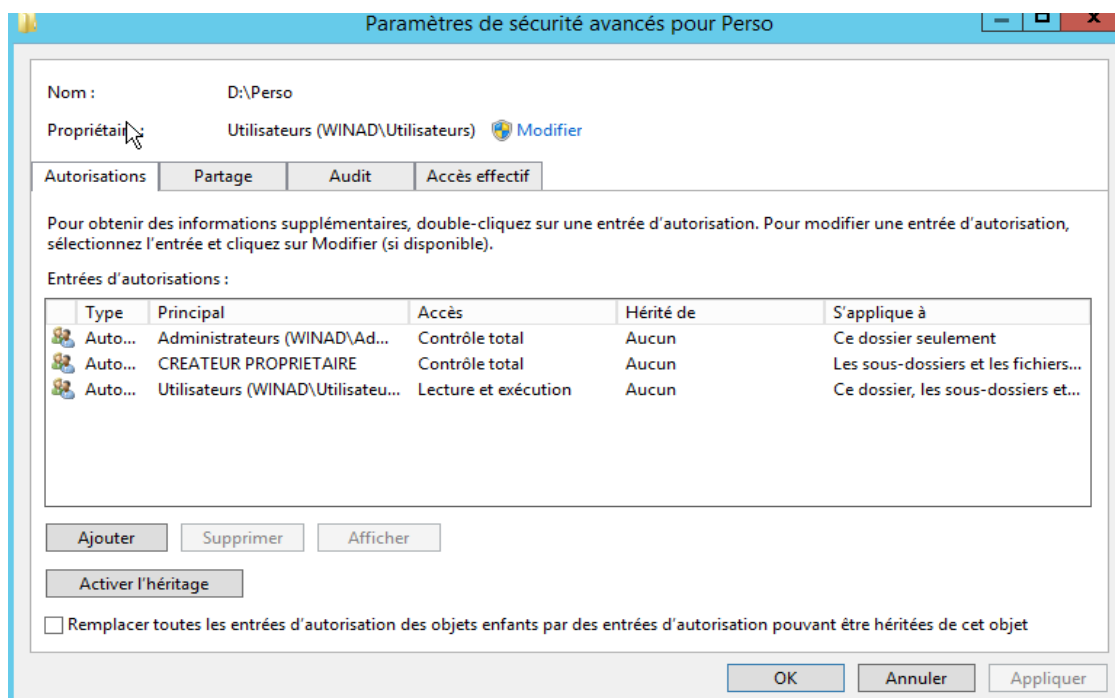 Paramètres de sécurité avancés pour Perso
Nom : D:\Perso
Propriétaire : Utilisateurs (WINAD\Utilisateurs) Modifier
Autorisations Partage Audit Accès effectif
Pour obtenir des informations supplémentaires, double-cliquez sur une entrée d'autorisation. Pour modifier une entrée d'autorisation,
sélectionnez l'entrée et cliquez sur Modifier (si disponible).
Entrées d'autorisations :
Type Principal Accès Hérité de S'applique à
Auto... Administrateurs (WINAD\Ad... Contrôle total Aucun Ce dossier seulement
Auto... CREATEUR PROPRIETAIRE Contrôle total Aucun Les sous-dossiers et les fichiers...
Auto... Utilisateurs (WINAD\Utilisateu... Lecture et exécution Aucun Ce dossier, les sous-dossiers et...
Ajouter Supprimer Afficher
Activer l'héritage
Remplacer toutes les entrées d'autorisation des objets enfants par des entrées d'autorisation pouvant être héritées de cet objet
OK Annuler Appliquer